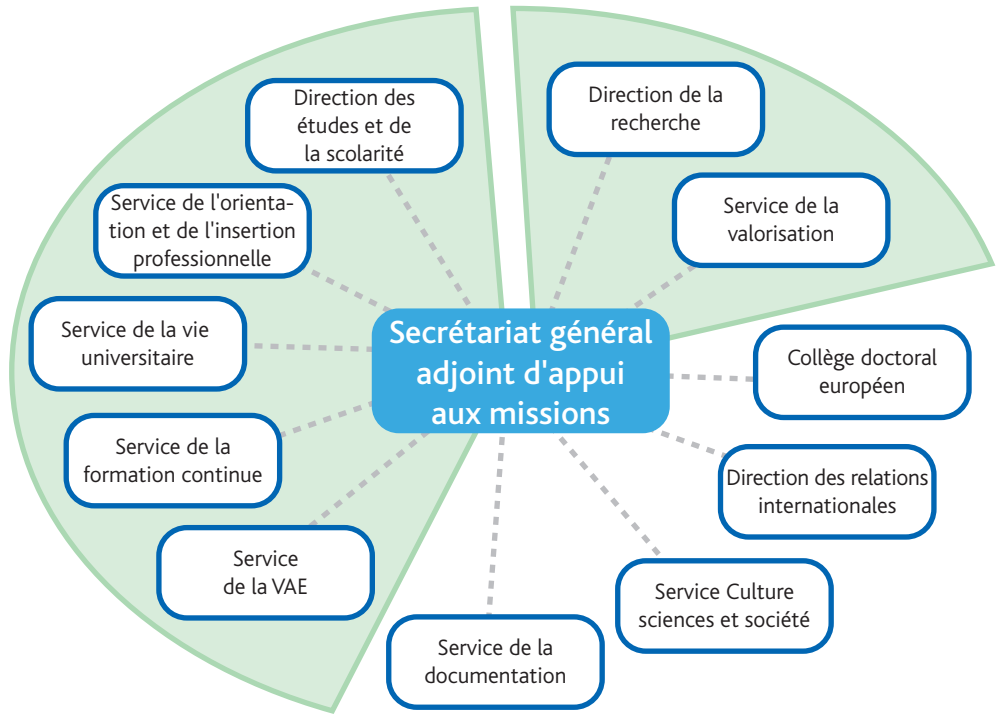 Direction des
études et de
la scolarité
Direction de la
recherche
Service de l'orienta-
tion et de l'insertion
professionnelle
Service de la
valorisation
Service de la vie
universitaire
Secrétariat général
adjoint d'appui
aux missions
Collège doctoral
européen
Service de la
formation continue
Direction des relations
internationales
Service
de la VAE
Service Culture
sciences et société
Service de la
documentation